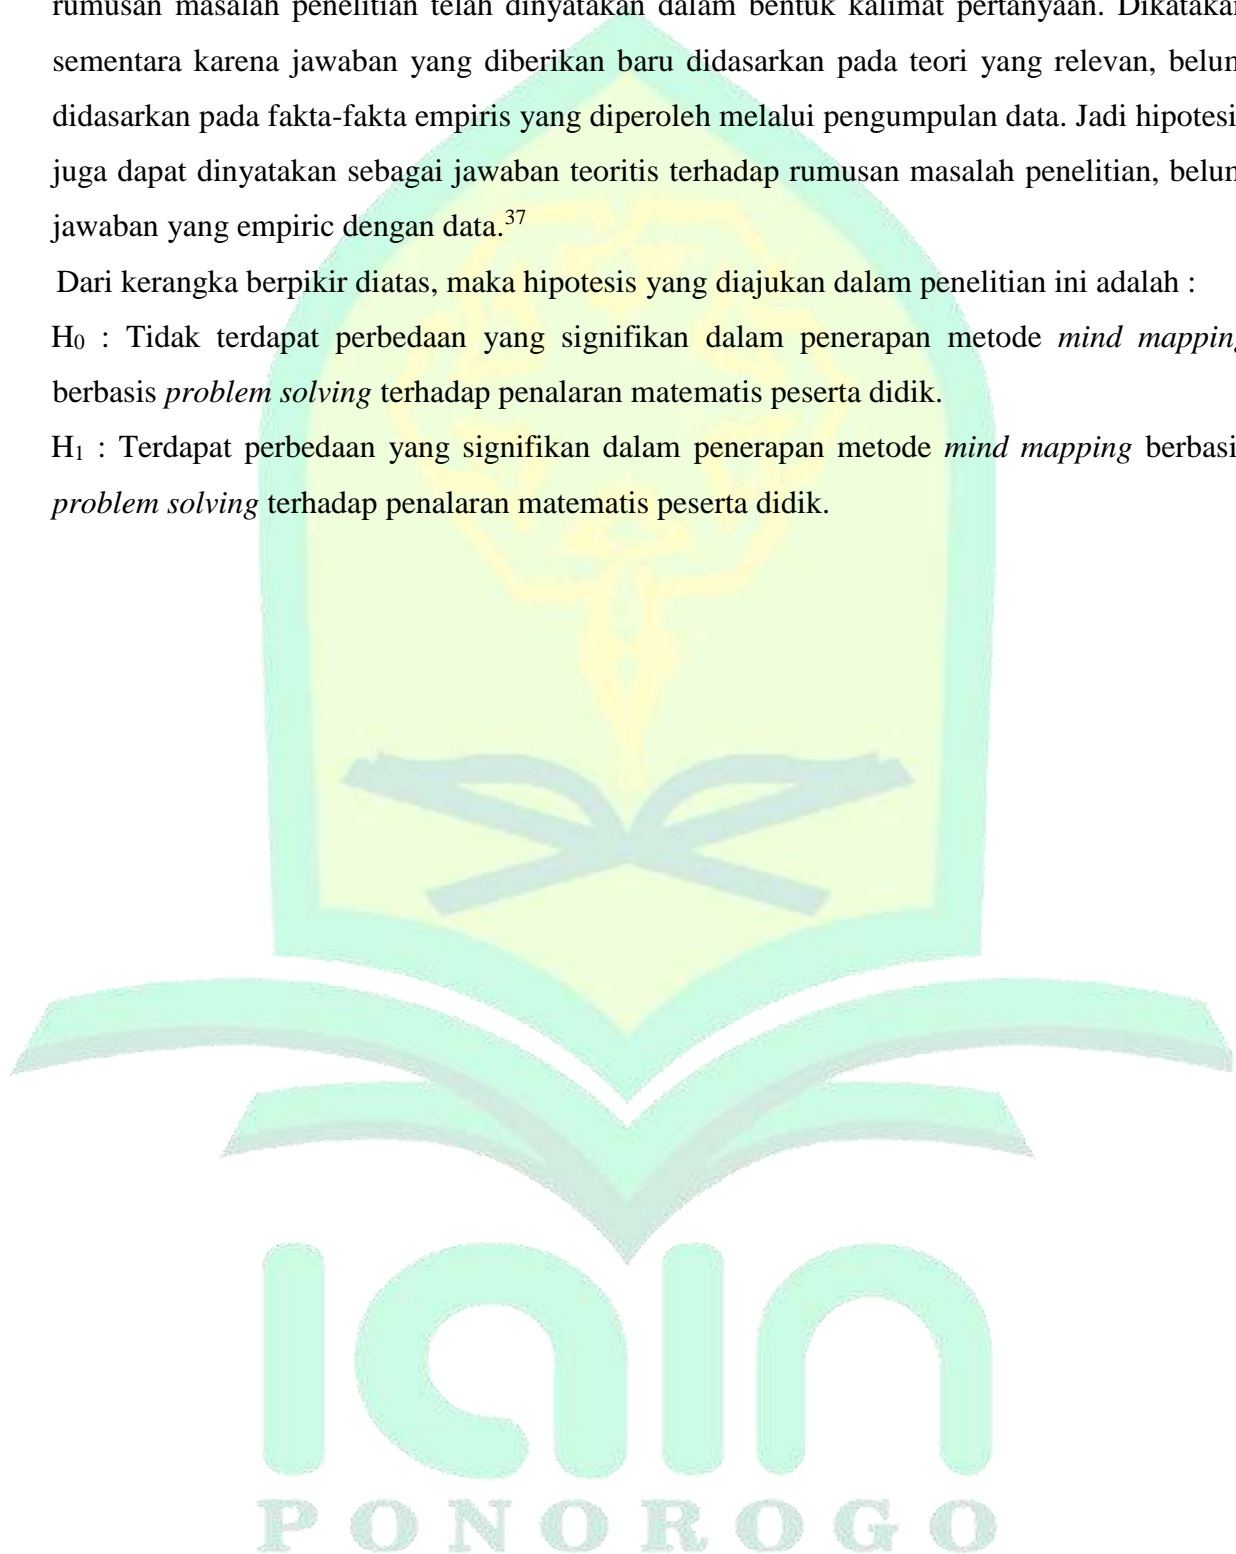 rumusan masalah penelitian telah dinyatakan dalam bentuk kalimat pertanyaan. Dikatakan
sementara karena jawaban yang diberikan baru didasarkan pada teori yang relevan, belum
didasarkan pada fakta-fakta empiris yang diperoleh melalui pengumpulan data. Jadi hipotesi
juga dapat dinyatakan sebagai jawaban teoritis terhadap rumusan masalah penelitian, belum
jawaban yang empiric dengan data.37
Dari kerangka berpikir diatas, maka hipotesis yang diajukan dalam penelitian ini adalah :
H0 : Tidak terdapat perbedaan yang signifikan dalam penerapan metode mind mapping
berbasis problem solving terhadap penalaran matematis peserta didik.
H1 : Terdapat perbedaan yang signifikan dalam penerapan metode mind mapping berbasi
problem solving terhadap penalaran matematis peserta didik.
iain
PONOROGO